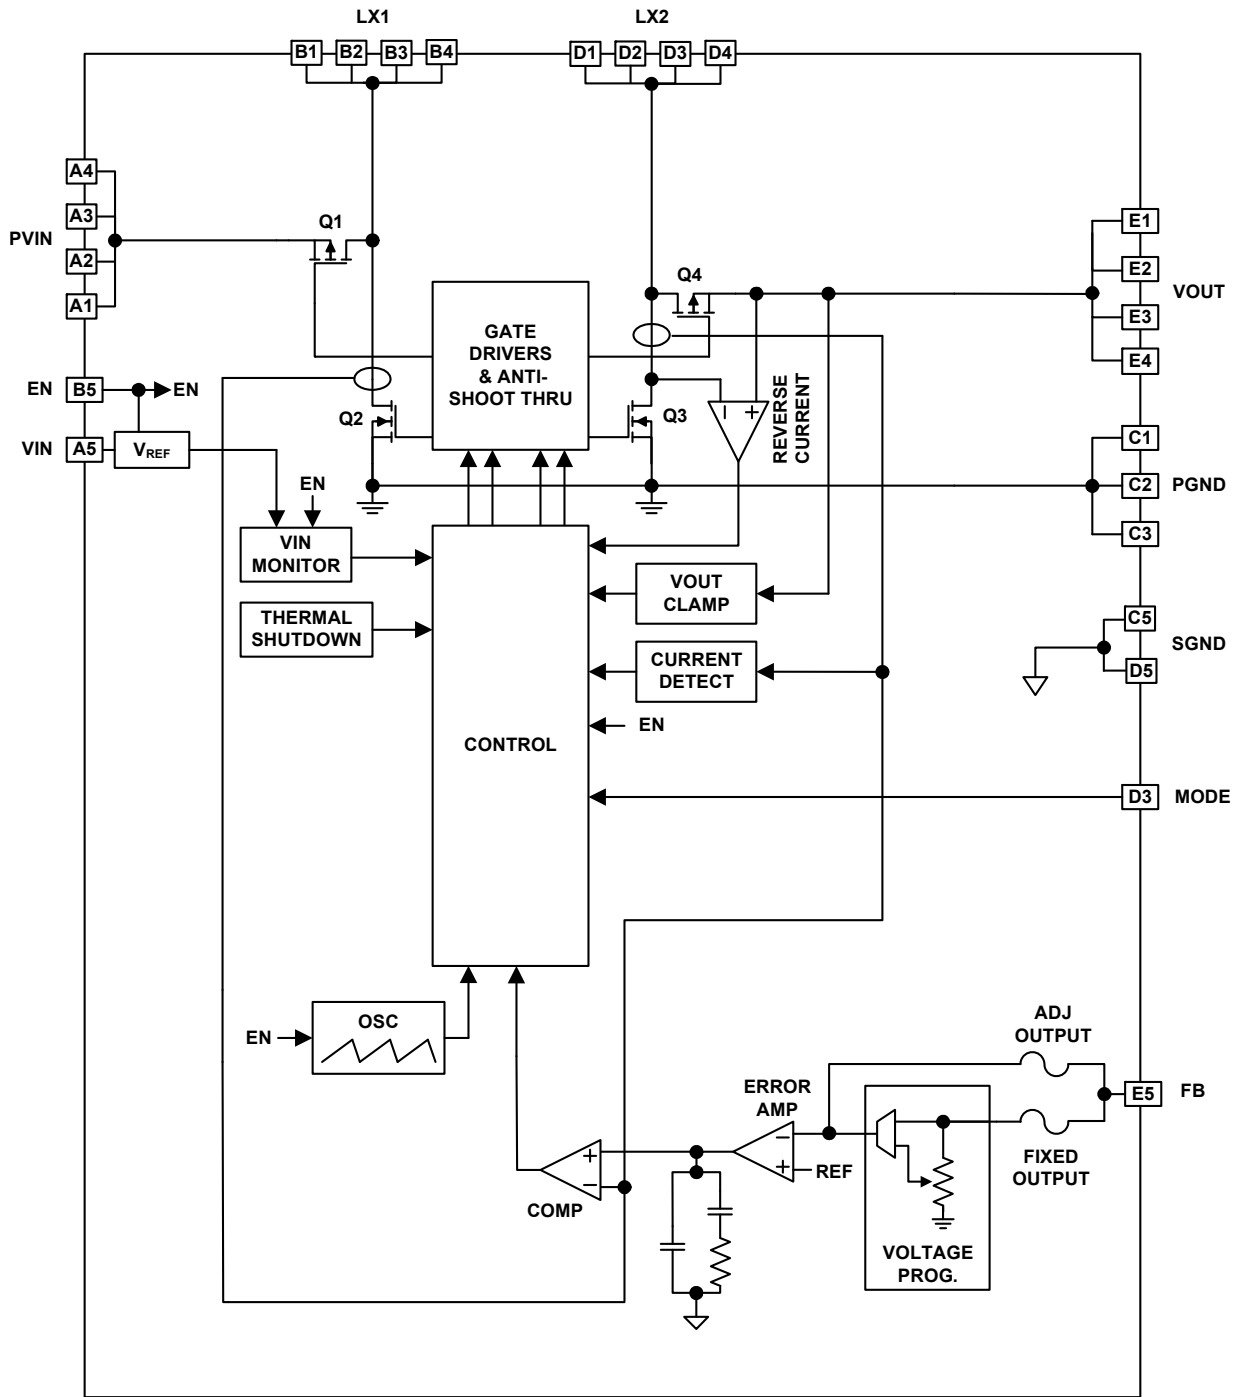 LX1
LX2
B1
B2
B3
B4
D1
D2
D3
D4
A4
A3
A2
A1
PVIN
Q1
Q4
E1
E2
E3
E4
VOUT
GATE
DRIVERS
& ANTI-
SHOOT THRU
EN
B5
EN
VIN
A5
VREF
Q2
Q3
REVERSE
CURRENT
C1
C2
C3
PGND
EN
VIN
MONITOR
THERMAL
SHUTDOWN
VOUT
CLAMP
CURRENT
DETECT
EN
CONTROL
C5
D5
SGND
D3
MODE
EN
OSC
ADJ
OUTPUT
E5
FB
ERROR
AMP
REF
FIXED
OUTPUT
COMP
VOLTAGE
PROG.